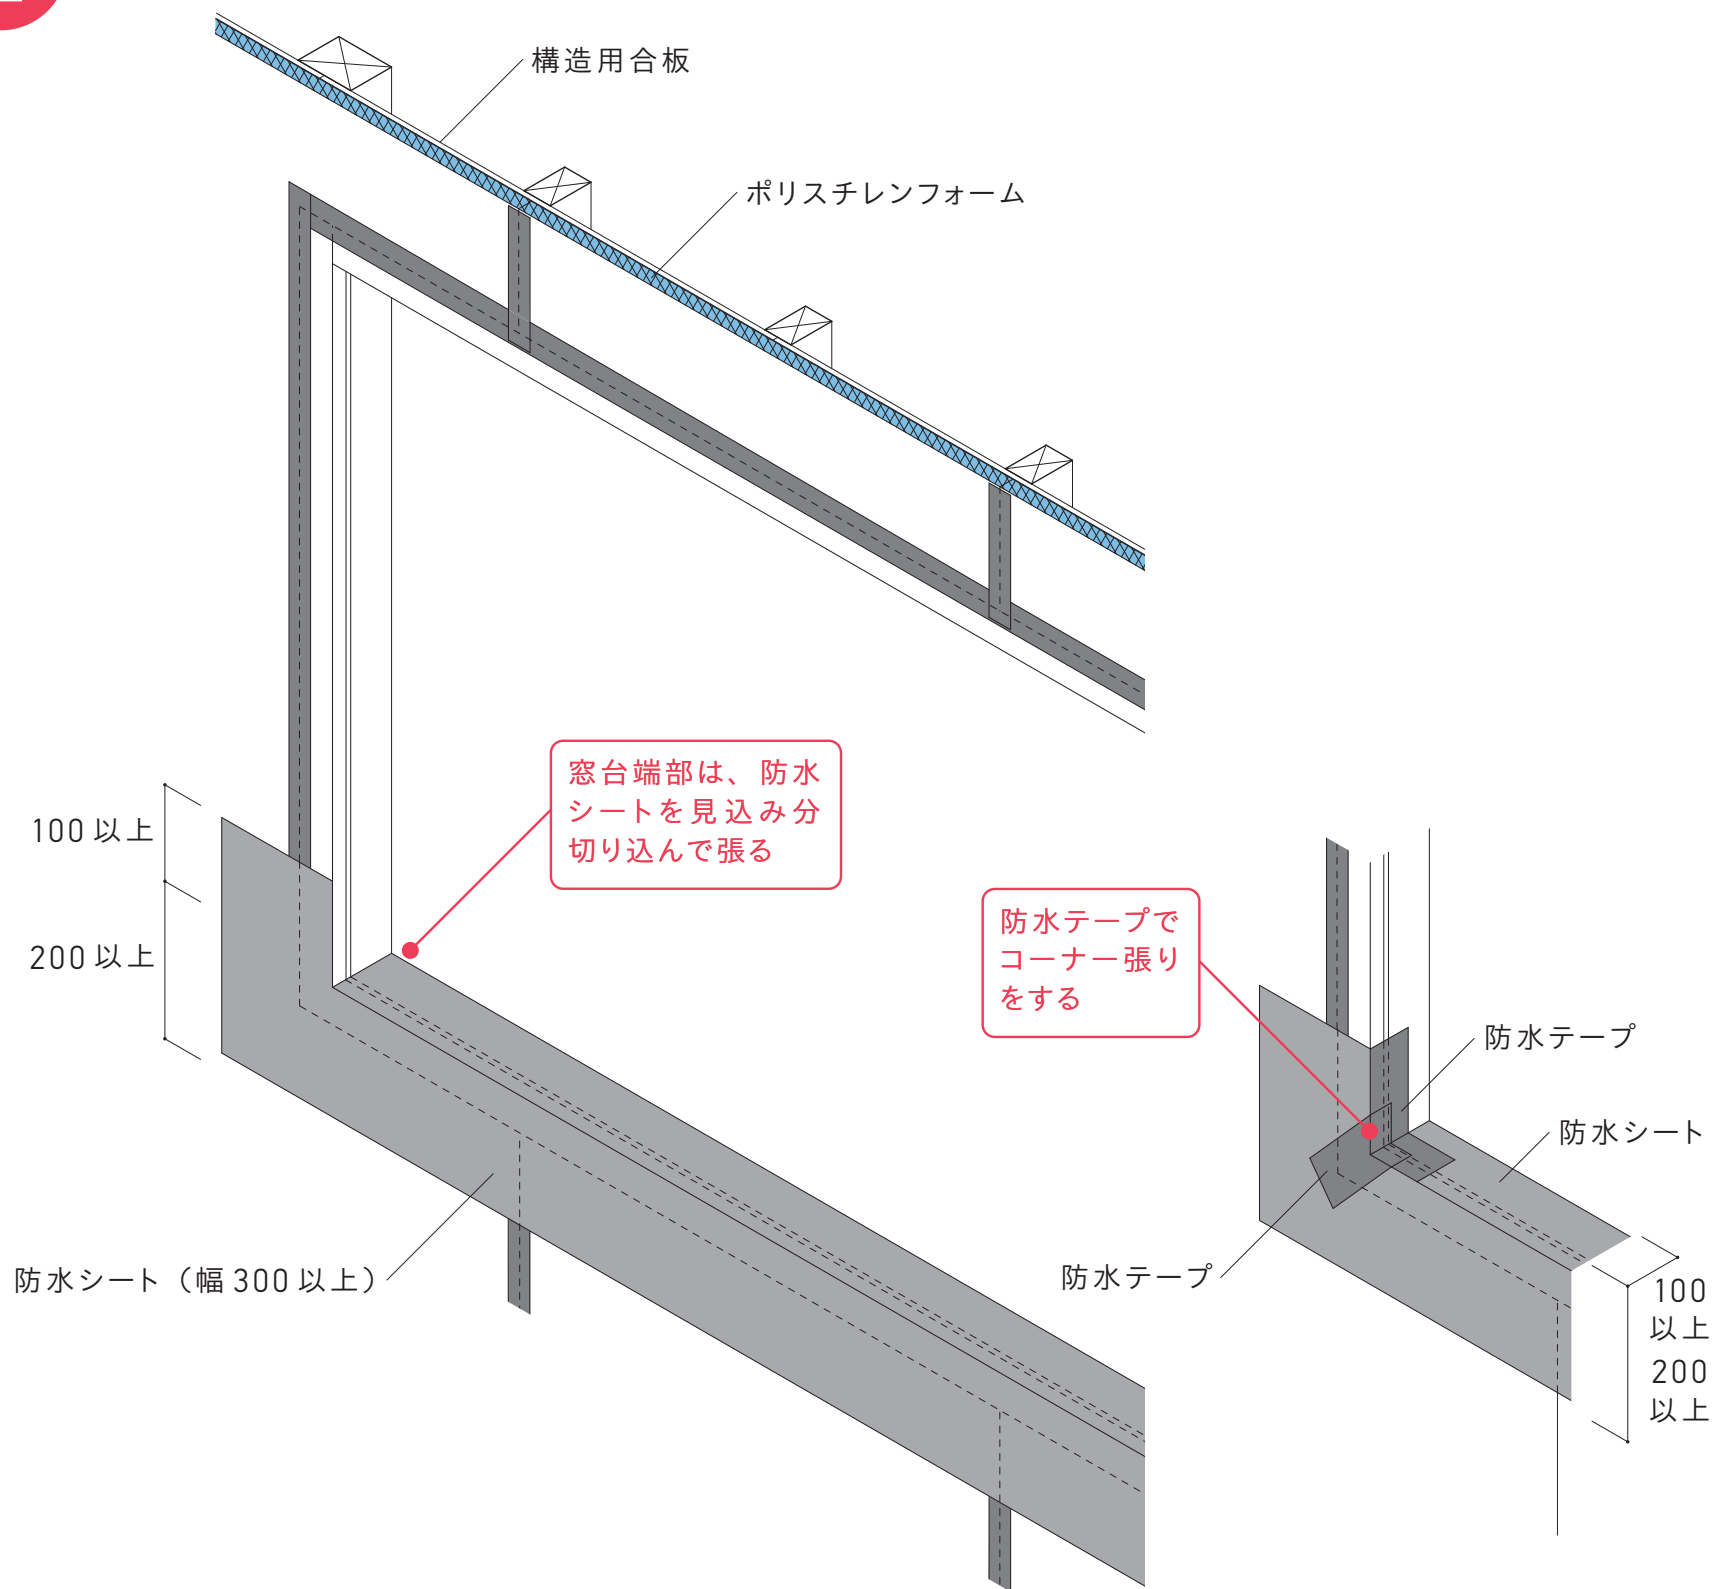 構造用合板
ポリスチレンフォーム
窓台端部は、防水
シートを見込み分
切り込んで張る
100以上
200以上
防水シート（幅300以上）
防水テープで
コーナー張り
をする
防水テープ
防水シート
防水テープ
100
以上
200
以上